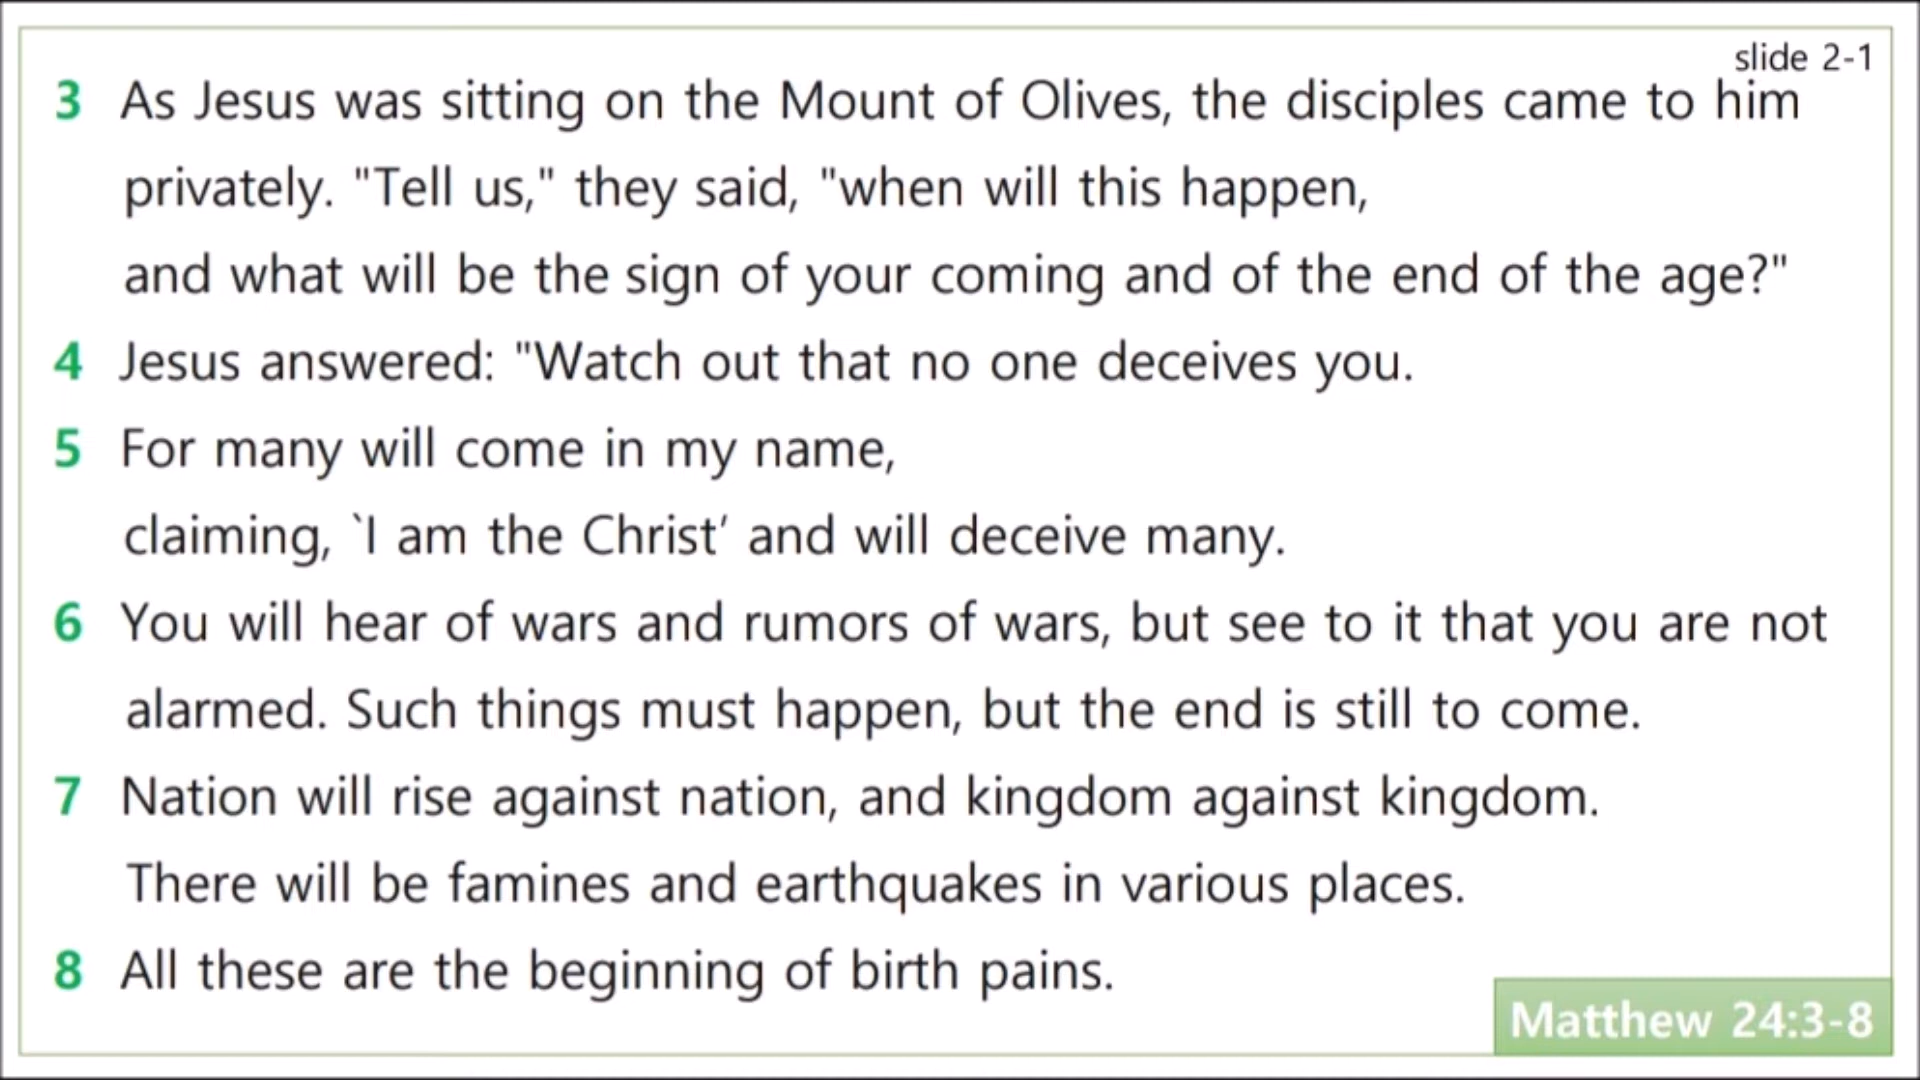 slide 2-1
3 As Jesus was sitting on the Mount of Olives, the disciples came to him
privately. "Tell us," they said, "when will this happen,
and what will be the sign of your coming and of the end of the age?"
4 Jesus answered: "Watch out that no one deceives you.
5 For many will come in my name,
claiming, `I am the Christ' and will deceive many.
6 You will hear of wars and rumors of wars, but see to it that you are not
alarmed. Such things must happen, but the end is still to come.
7 Nation will rise against nation, and kingdom against kingdom.
There will be famines and earthquakes in various places.
8 All these are the beginning of birth pains.
Matthew 24:3-8